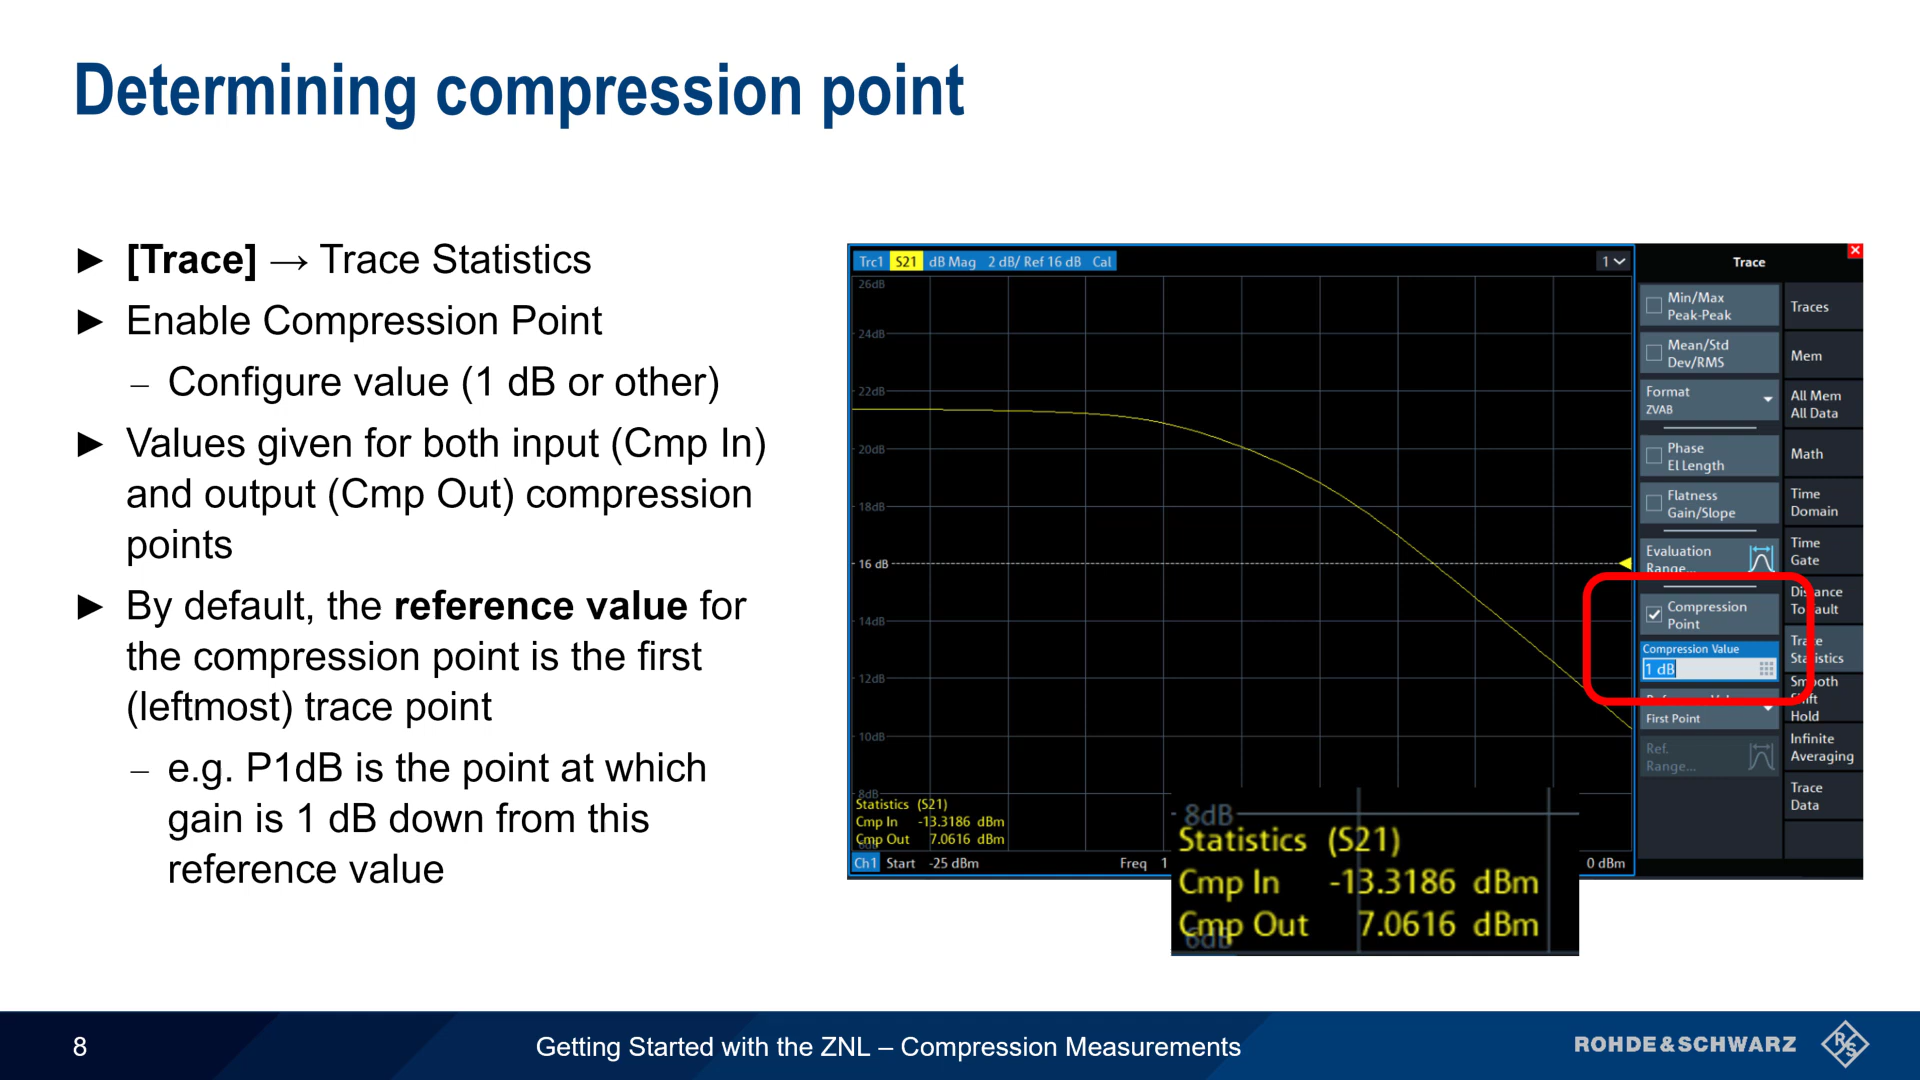 Determining compression point
► [Trace] → Trace Statistics
► Enable Compression Point
– Configure value (1 dB or other)
► Values given for both input (Cmp In)
and output (Cmp Out) compression
points
► By default, the reference value for
the compression point is the first
(leftmost) trace point
– e.g. P1dB is the point at which
gain is 1 dB down from this
reference value
Trc1 S21 dB Mag 2 dB/ Ref 16 dB Cal
1
26dB
24dB
22dB
20dB
18dB
16 dB
14dB
12dB
10dB
8dB
Statistics (S21)
Cmp In -13.3186 dBm
Cmp Out 7.0616 dBm
Ch1 Start -25 dBm
Freq 1
0 dBm
8dB
Statistics (S21)
Cmp In -13.3186 dBm
Cmp Out 7.0616 dBm
6dB
Trace
Min/Max
Peak-Peak
Mean/Std
Dev/RMS
Format
ZVAB
Phase
El Length
Flatness
Gain/Slope
Evaluation
Range...
Compression
Point
Compression Value
1 dB
First Point
Ref.
Range...
Traces
Mem
All Mem
All Data
Math
Time
Domain
Time
Gate
Distance
To Fault
Trace
Statistics
Smooth
Shift
Hold
Infinite
Averaging
Trace
Data
8
Getting Started with the ZNL – Compression Measurements
ROHDE&SCHWARZ
R&S